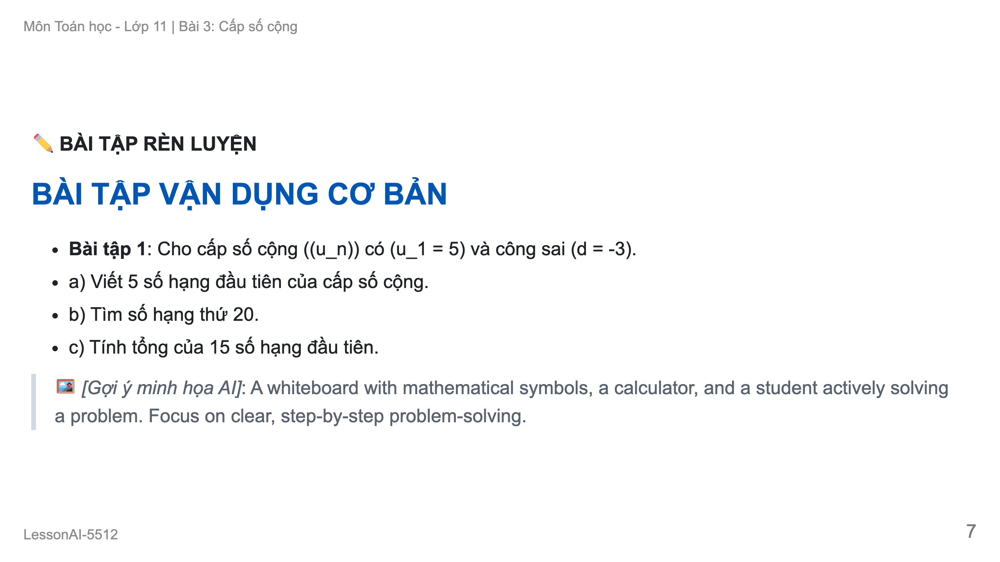 Môn Toán học - Lớp 11 | Bài 3: Cấp số cộng
✏️ BÀI TẬP RÈN LUYỆN
BÀI TẬP VẬN DỤNG CƠ BẢN
• Bài tập 1: Cho cấp số cộng ((u_n)) có (u_1 = 5) và công sai (d = -3).
• a) Viết 5 số hạng đầu tiên của cấp số cộng.
• b) Tìm số hạng thứ 20.
• c) Tính tổng của 15 số hạng đầu tiên.
🖼️ [Gợi ý minh họa AI]: A whiteboard with mathematical symbols, a calculator, and a student actively solving
a problem. Focus on clear, step-by-step problem-solving.
LessonAI-5512
7